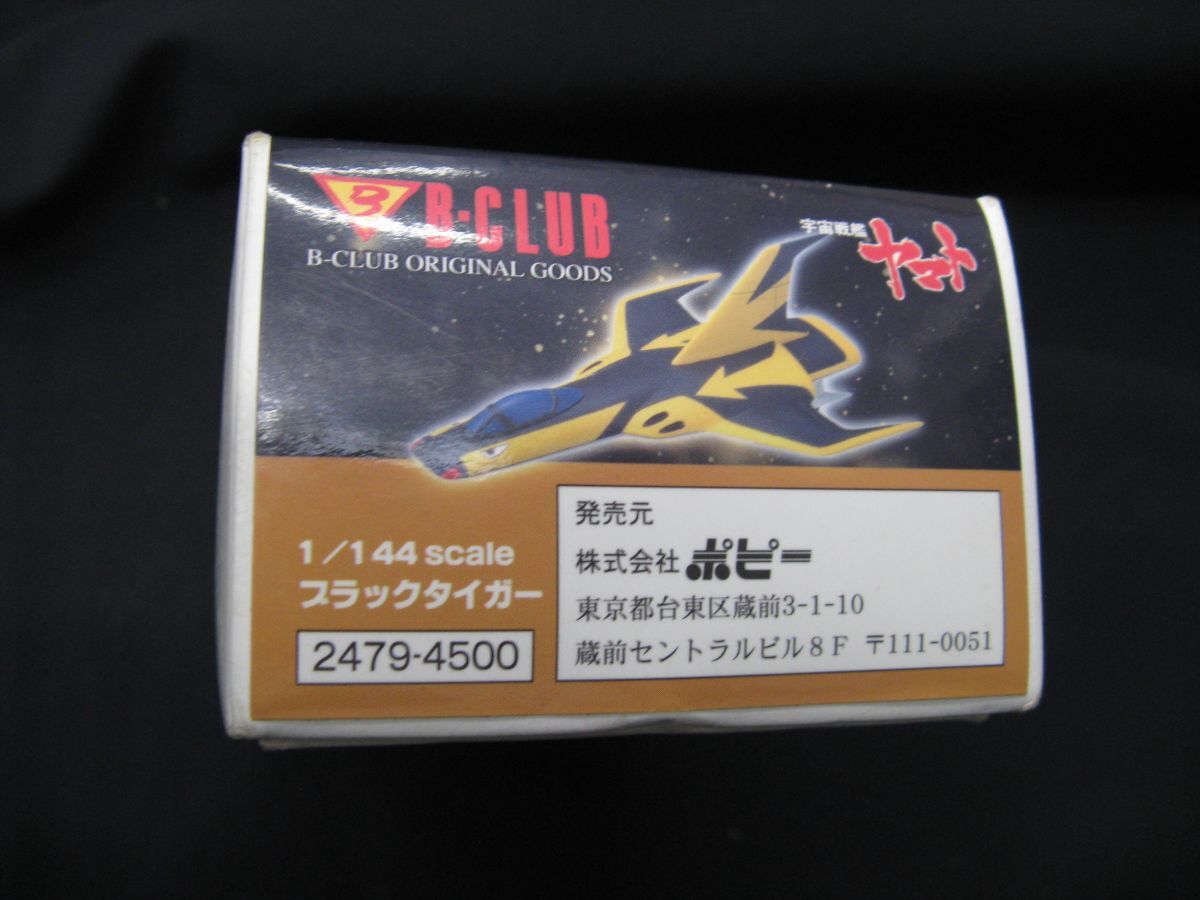 B B-CLUB
B-CLUB ORIGINAL GOODS
宇宙戦艦
ヤマト
1/144 scale
ブラックタイガー
2479-4500
発売元
株式会社 ポピー
東京都台東区蔵前3-1-10
蔵前セントラルビル8F 〒111-0051